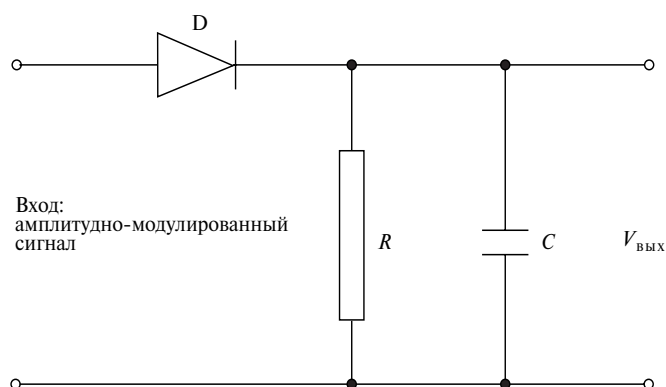 D
Вход:
амплитудно-модулированный
сигнал
R
C
Vвых